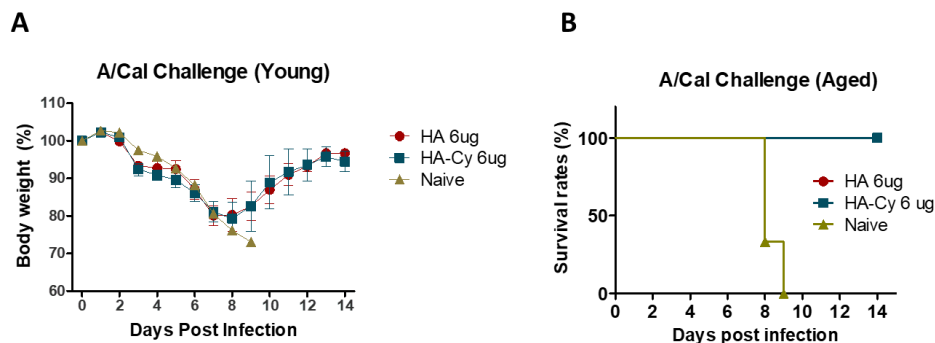 A
A/Cal Challenge (Young)
Body weight (%)
110
100
90
80
70
60
0 2 4 6 8 10 12 14
Days Post Infection
HA 6ug
HA-Cy 6ug
Naive
B
A/Cal Challenge (Aged)
Survival rates (%)
100
50
0
0 2 4 6 8 10 12 14
Days post infection
HA 6ug
HA-Cy 6 ug
Naive